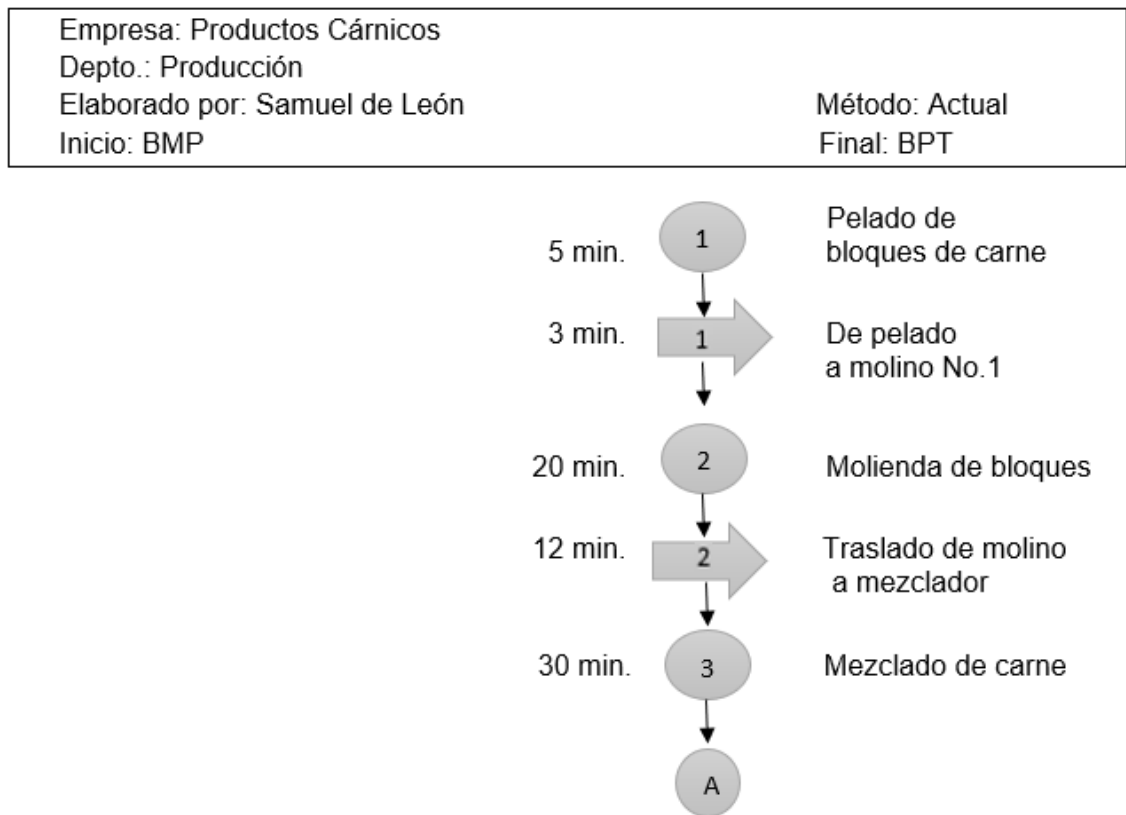 Empresa: Productos Cárnicos
Depto.: Producción
Elaborado por: Samuel de León
Método: Actual
Inicio: BMP
Final: BPT
5 min.
1
Pelado de
bloques de carne
3 min.
1
De pelado
a molino No.1
20 min.
2
Molienda de bloques
12 min.
2
Traslado de molino
a mezclador
30 min.
3
Mezclado de carne
A